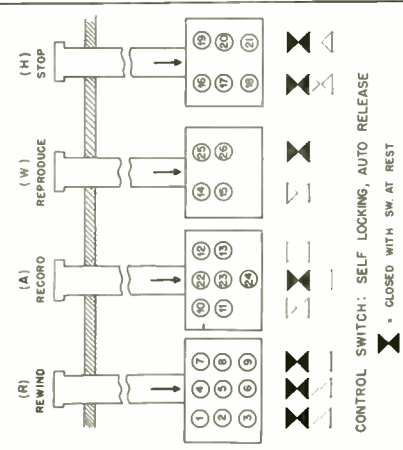 (R) (A) (W) (H)
REWIND RECORD REPRODUCE STOP
1 4 7 10 22 12 14 25 16 19
2 5 8 11 23 13 15 26 17 20
3 6 9 24 18 21
CONTROL SWITCH: SELF LOCKING, AUTO RELEASE
= CLOSED WITH SW. AT REST